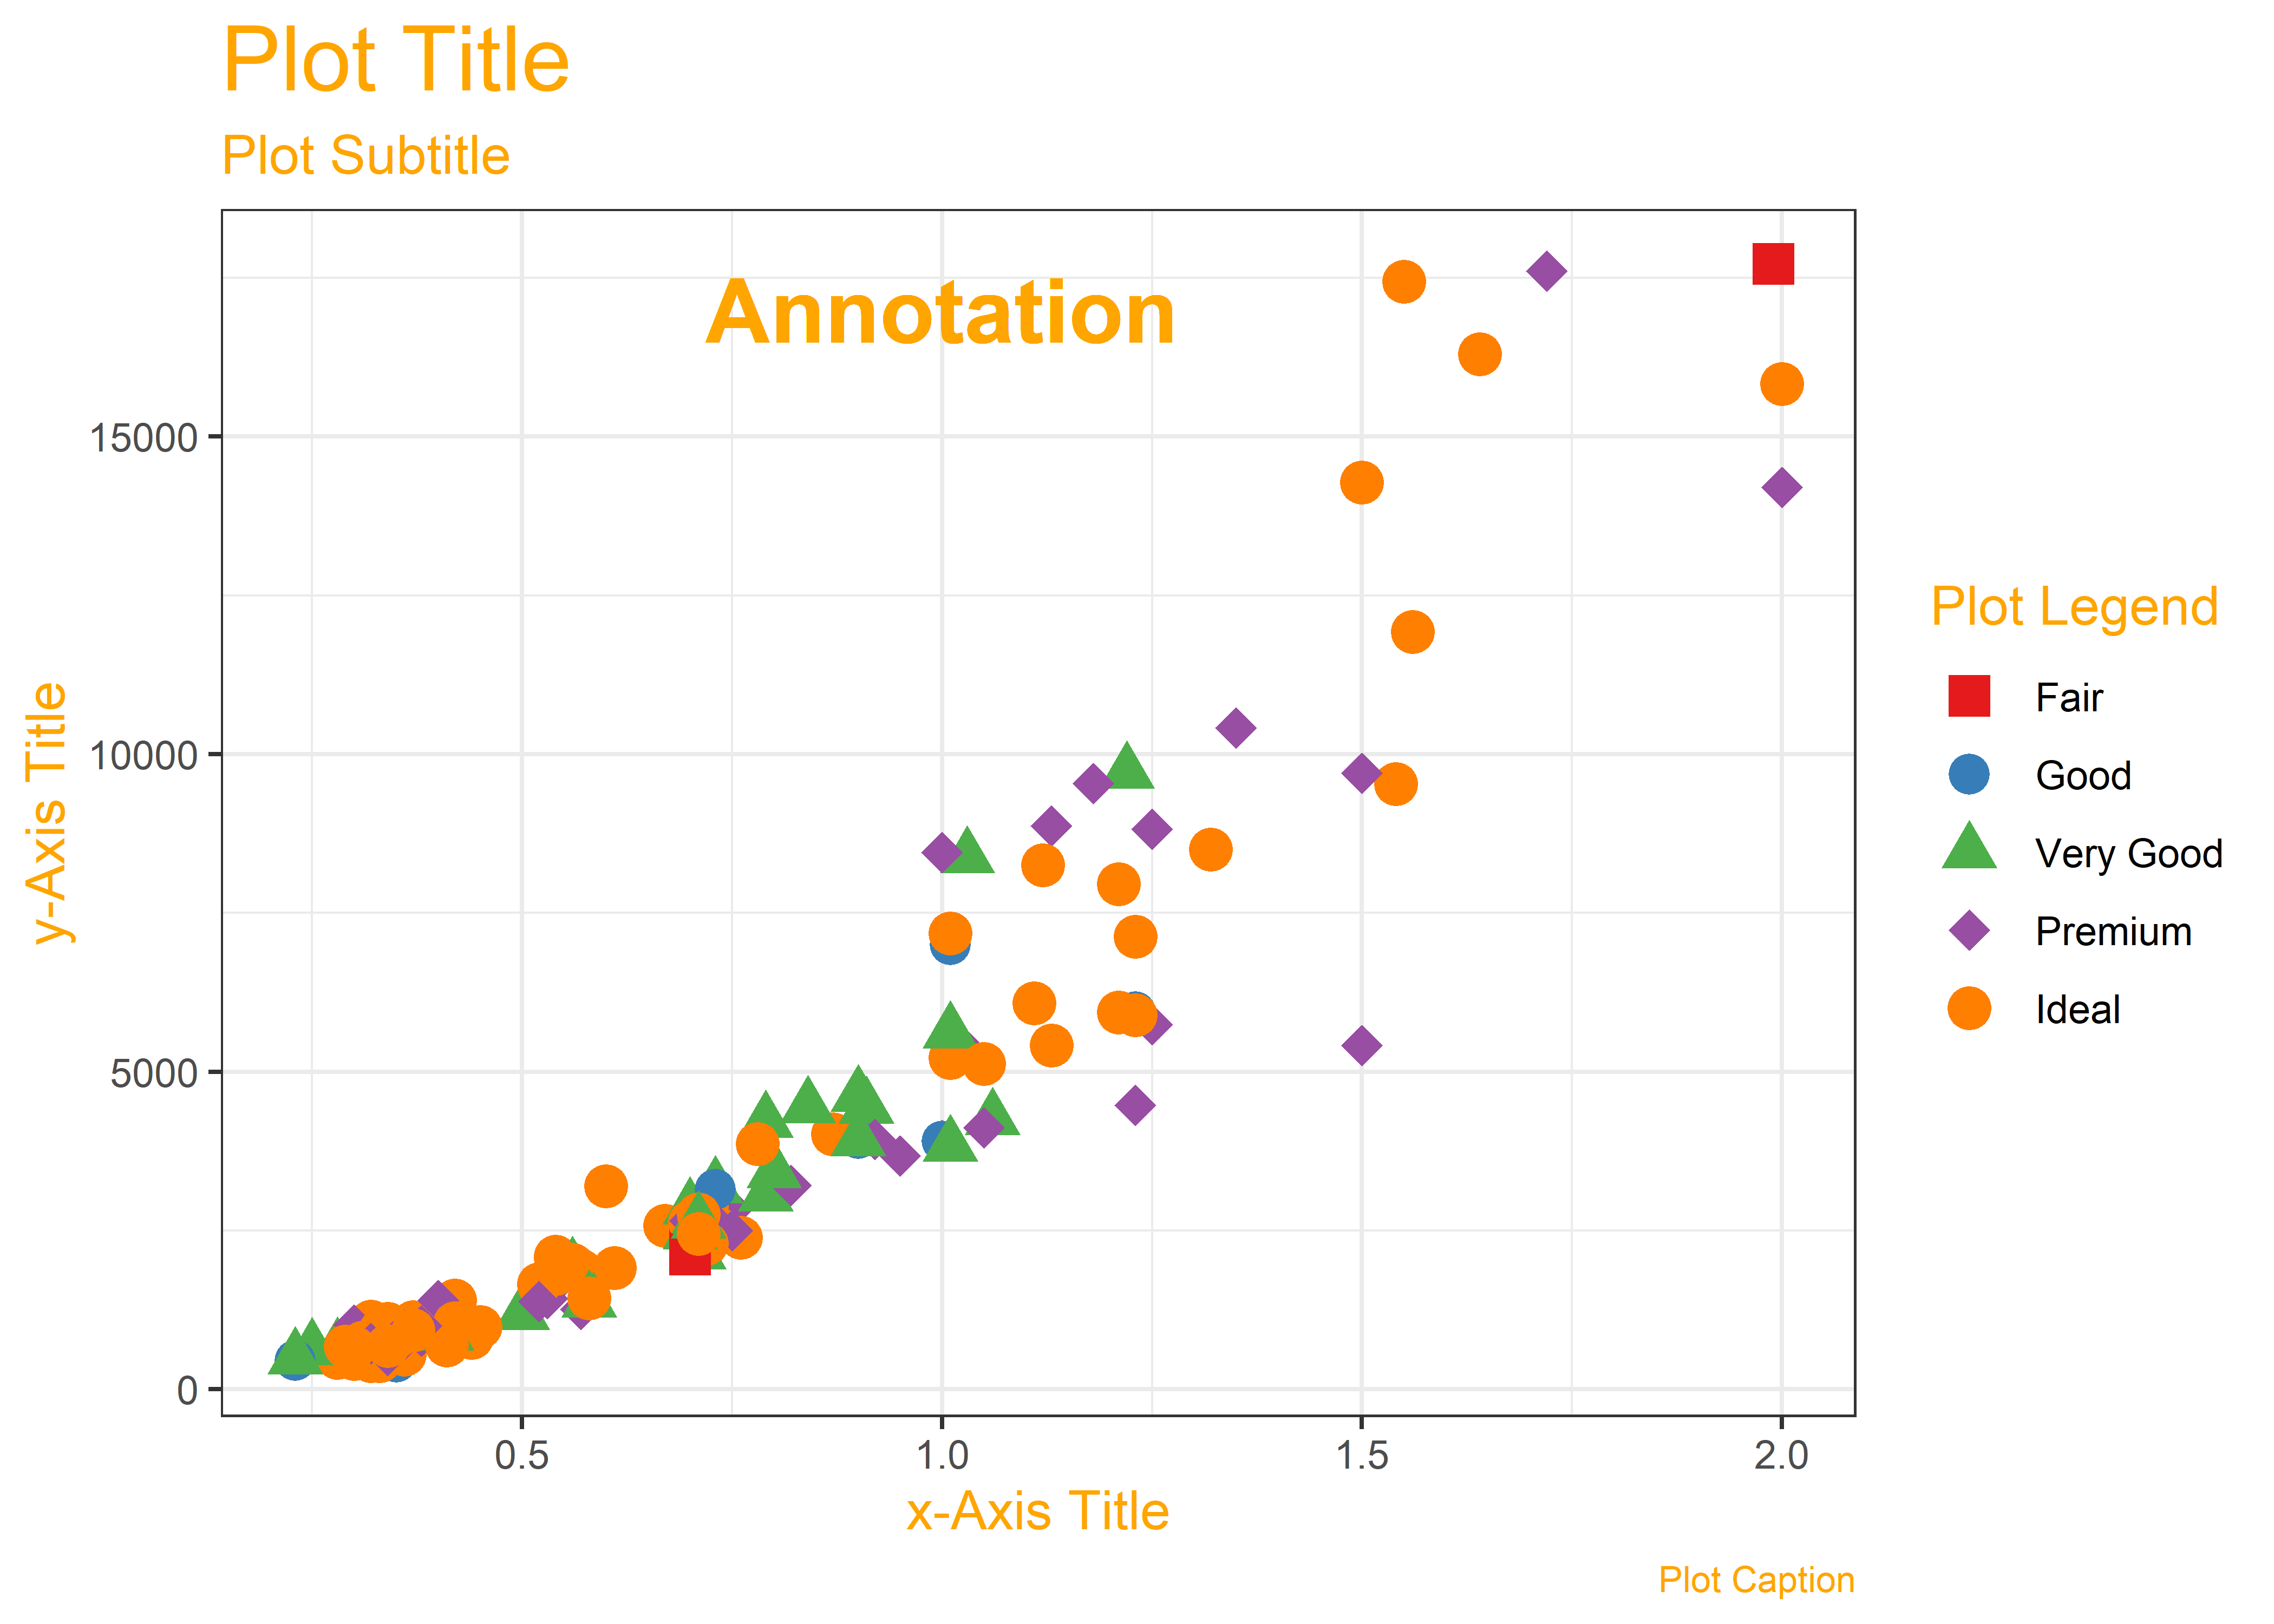 Plot Title
Plot Subtitle
Annotation
15000
10000
5000
0
y-Axis Title
0.5
1.0
1.5
2.0
x-Axis Title
Plot Legend
Fair
Good
Very Good
Premium
Ideal
Plot Caption